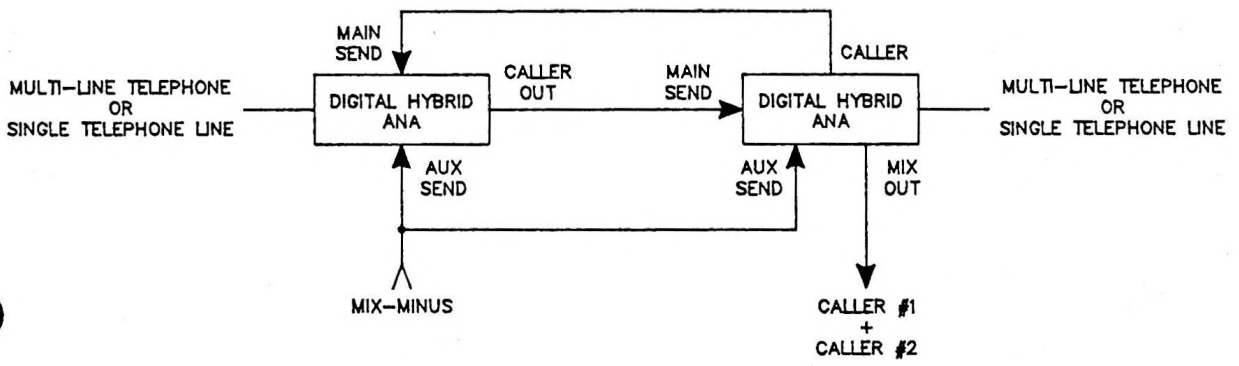 MAIN
SEND
CALLER
MULTI-LINE TELEPHONE
OR
SINGLE TELEPHONE LINE
DIGITAL HYBRID
ANA
CALLER
OUT
MAIN
SEND
DIGITAL HYBRID
ANA
MULTI-LINE TELEPHONE
OR
SINGLE TELEPHONE LINE
AUX
SEND
AUX
SEND
MIX
OUT
MIX-MINUS
CALLER #1
+
CALLER #2